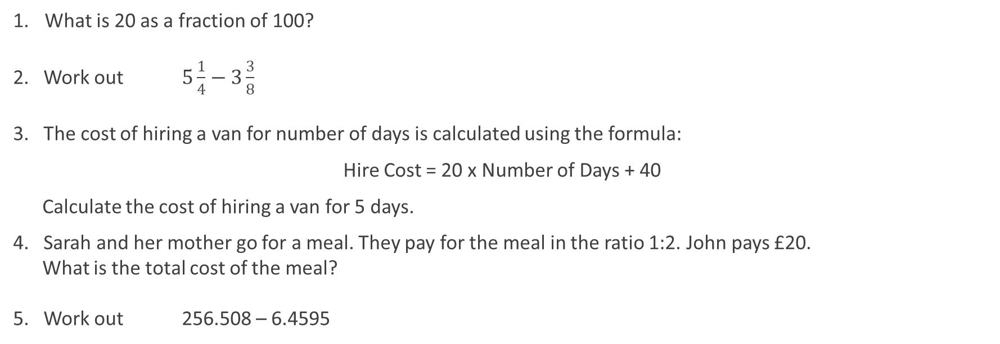 1. What is 20 as a fraction of 100?
2. Work out 5 1/4 – 3 3/8
3. The cost of hiring a van for number of days is calculated using the formula:
Hire Cost = 20 x Number of Days + 40
Calculate the cost of hiring a van for 5 days.
4. Sarah and her mother go for a meal. They pay for the meal in the ratio 1:2. John pays £20.
What is the total cost of the meal?
5. Work out 256.508 – 6.4595